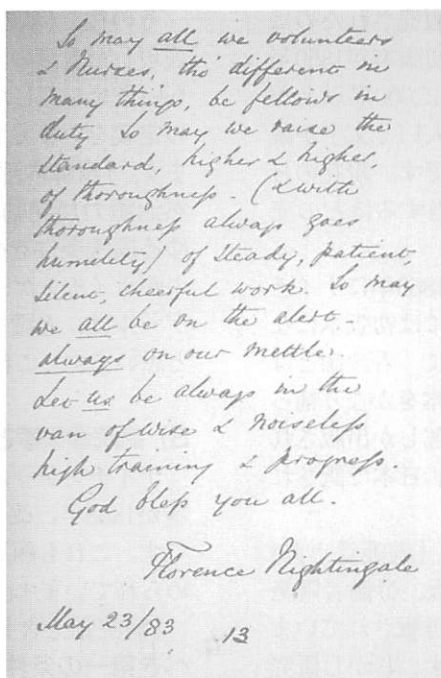 So may all we volunteers
& Nurses, tho' different in
many things, be fellows in
duty So may we raise the
standard, higher & higher,
of thoroughness. (& with
thoroughness always goes
humility) of steady, patient,
silent, cheerful work. So may
we all be on the alert -
always on our mettle.
Let us be always in the
van of wise & noiseless
high training & progress.
God bless you all.
Florence Nightingale
May 23/83 13